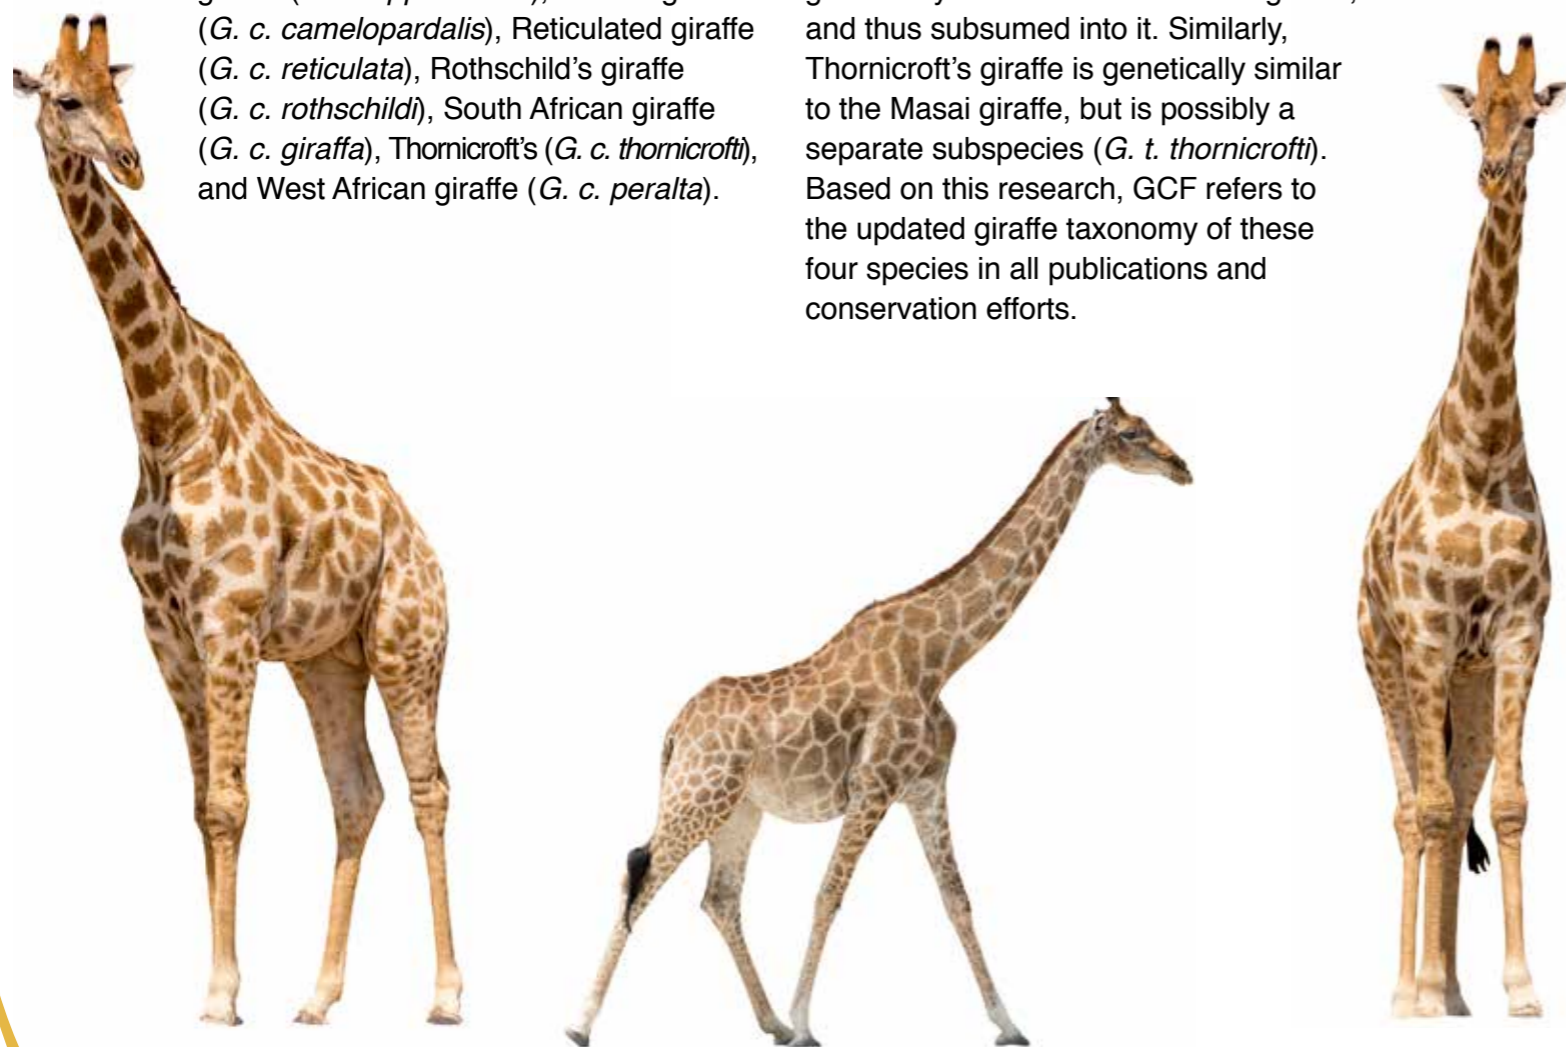 (G. c. camelopardalis), Reticulated giraffe
(G. c. reticulata), Rothschild’s giraffe
(G. c. rothschildi), South African giraffe
(G. c. giraffa), Thornicroft’s (G. c. thornicrofti),
and West African giraffe (G. c. peralta).
and thus subsumed into it. Similarly,
Thornicroft’s giraffe is genetically similar
to the Masai giraffe, but is possibly a
separate subspecies (G. t. thornicrofti).
Based on this research, GCF refers to
the updated giraffe taxonomy of these
four species in all publications and
conservation efforts.